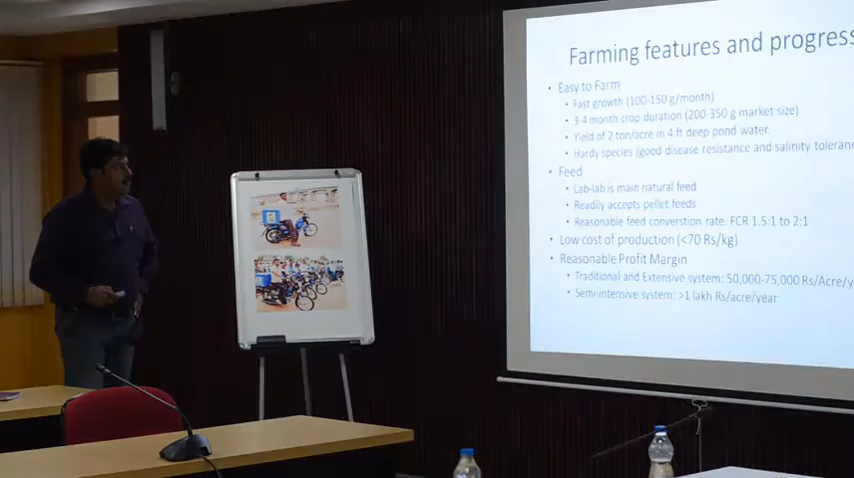 Farming features and progress
• Easy to Farm
• Fast growth (100-150 g/month)
• 3-4 month crop duration (200-350 g market size)
• Yield of 2 ton/acre in 4 ft deep pond water.
• Hardy species (good disease resistance and salinity toleranc
• Feed
• Lab-lab is main natural feed
• Readily accepts pellet feeds
• Reasonable feed converstion rate: FCR 1.5:1 to 2:1
• Low cost of production (<70 Rs/kg)
• Reasonable Profit Margin
• Traditional and Extensive system: 50,000-75,000 Rs/Acre/y
• Semi-intensive system: >1 lakh Rs/acre/year